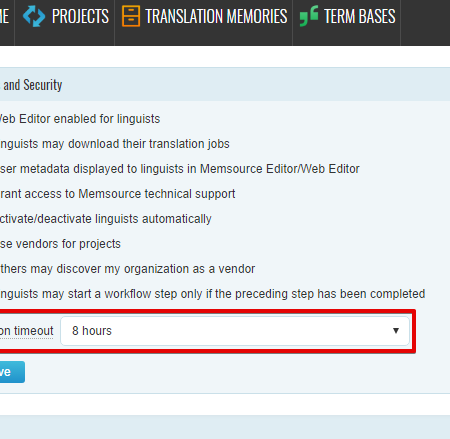 ME PROJECTS TRANSLATION MEMORIES TERM BASES
and Security
Web Editor enabled for linguists
inguists may download their translation jobs
ser metadata displayed to linguists in Memsource Editor/Web Editor
rant access to Memsource technical support
ctivate/deactivate linguists automatically
se vendors for projects
thers may discover my organization as a vendor
inguists may start a workflow step only if the preceding step has been completed
on timeout 8 hours
ve